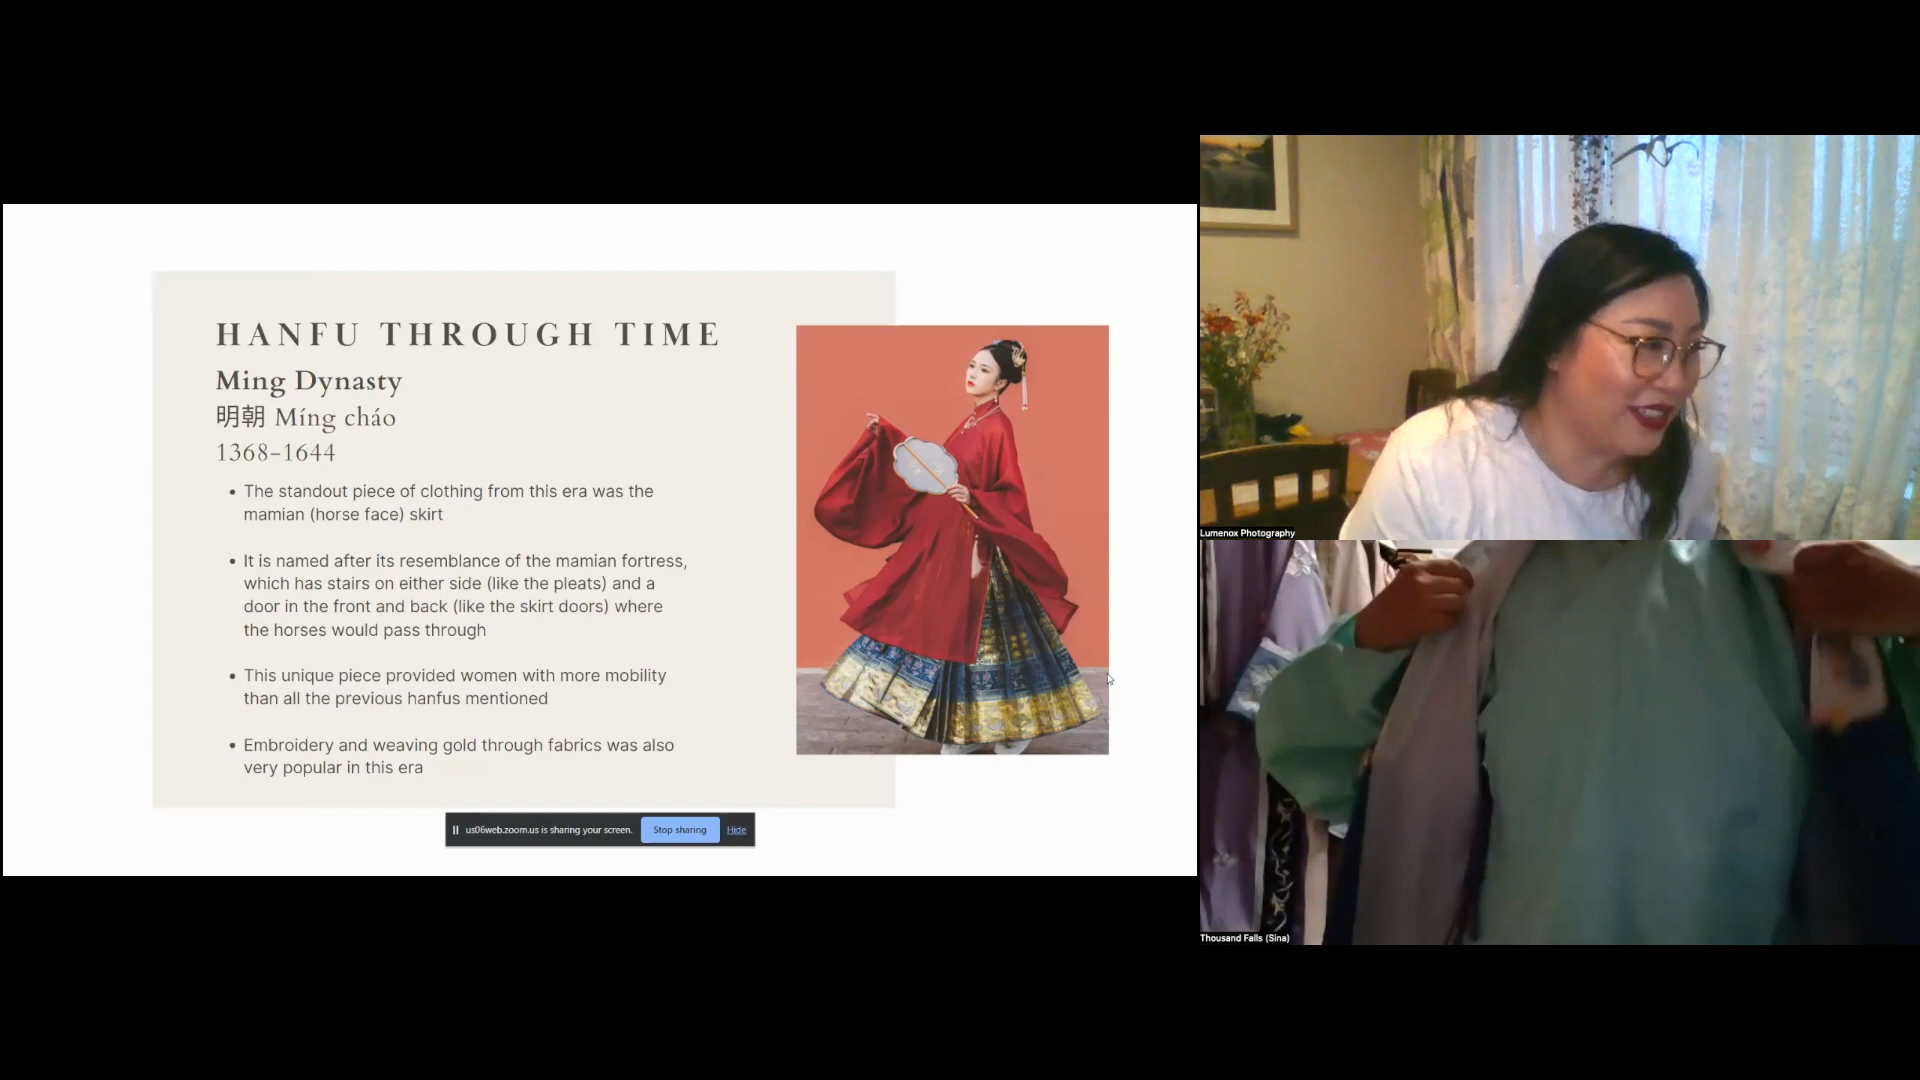 HANFU THROUGH TIME
Ming Dynasty
明朝 Míng cháo
1368–1644
• The standout piece of clothing from this era was the
mamian (horse face) skirt
• It is named after its resemblance of the mamian fortress,
which has stairs on either side (like the pleats) and a
door in the front and back (like the skirt doors) where
the horses would pass through
• This unique piece provided women with more mobility
than all the previous hanfus mentioned
• Embroidery and weaving gold through fabrics was also
very popular in this era
us06web.zoom.us is sharing your screen. Stop sharing Hide
Lumenox Photography
Thousand Falls (Sina)